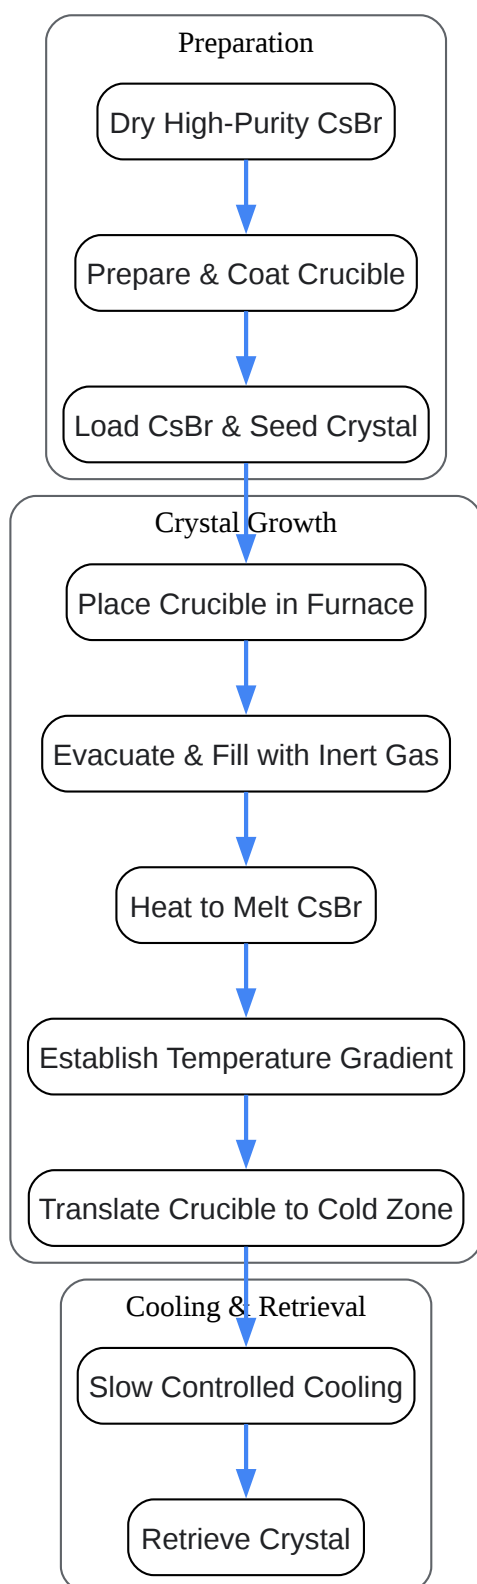 Preparation
Dry High-Purity CsBr
Prepare & Coat Crucible
Load CsBr & Seed Crystal
Crystal Growth
Place Crucible in Furnace
Evacuate & Fill with Inert Gas
Heat to Melt CsBr
Establish Temperature Gradient
Translate Crucible to Cold Zone
Cooling & Retrieval
Slow Controlled Cooling
Retrieve Crystal